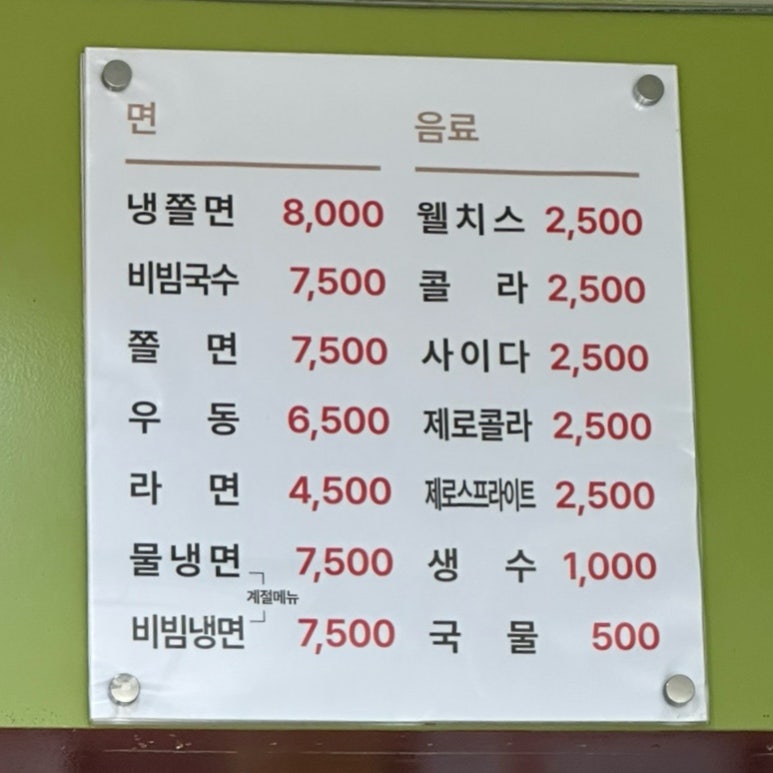 면
냉쫄면 8,000
비빔국수 7,500
쫄 면 7,500
우 동 6,500
라 면 4,500
물냉면 7,500
계절메뉴
비빔냉면 7,500
음료
웰치스 2,500
콜 라 2,500
사이다 2,500
제로콜라 2,500
제로스프라이트 2,500
생 수 1,000
국 물 500